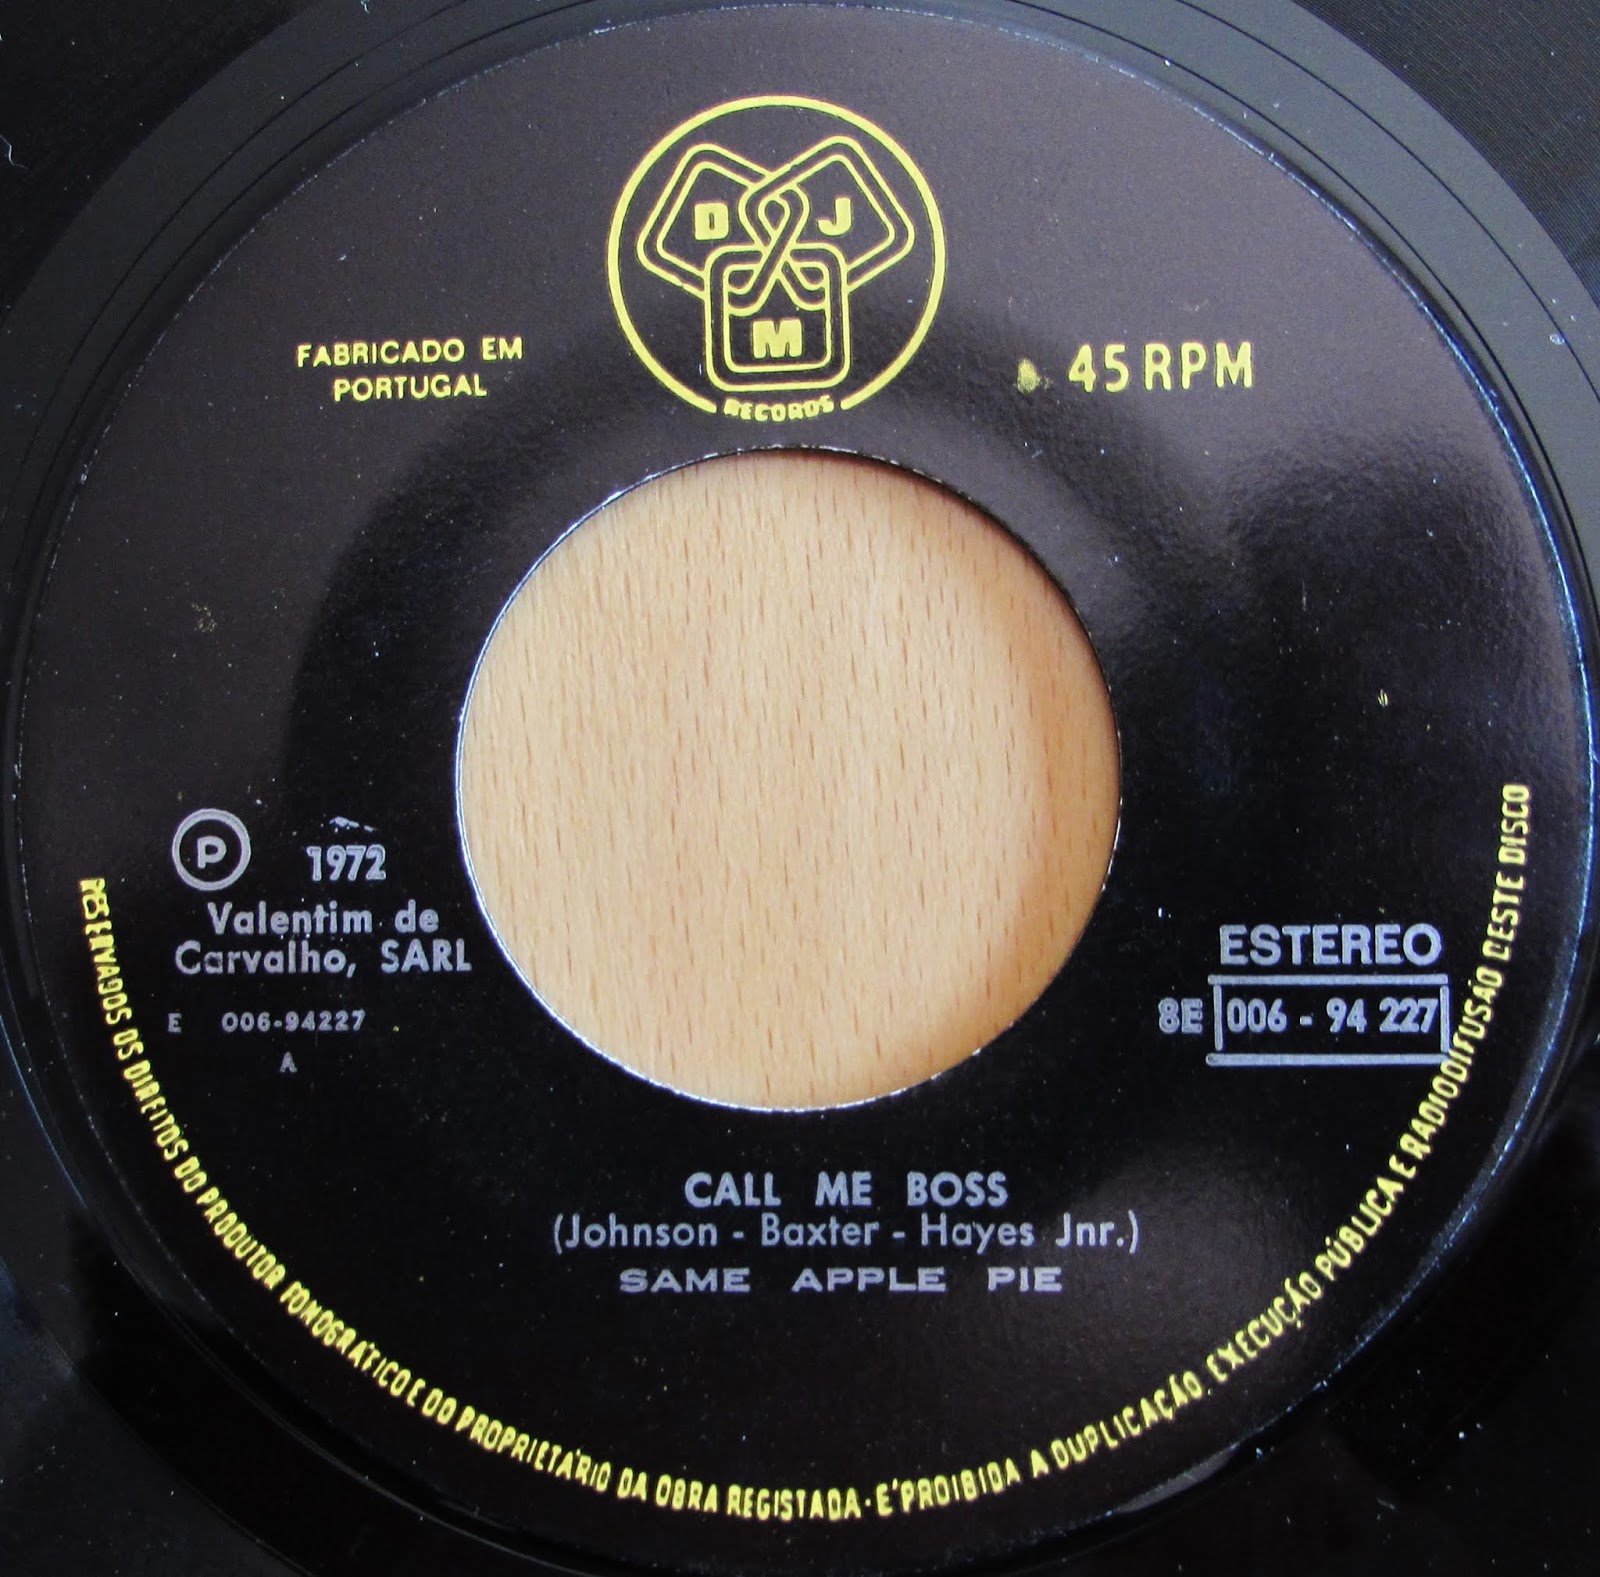 D J
M
RECORDS
FABRICADO EM
PORTUGAL
45 RPM
P 1972
Valentim de
Carvalho, SARL
E 006-94227
A
ESTEREO
8E 006 - 94 227
CALL ME BOSS
(Johnson - Baxter - Hayes Jnr.)
SAME APPLE PIE
RESERVADOS OS DIREITOS DO PRODUTOR FONOGRÁFICO E DO PROPRIETÁRIO DA OBRA REGISTADA · E' PROIBIDA A DUPLICAÇÃO, EXECUÇÃO PÚBLICA E RADIODIFUSÃO DESTE DISCO